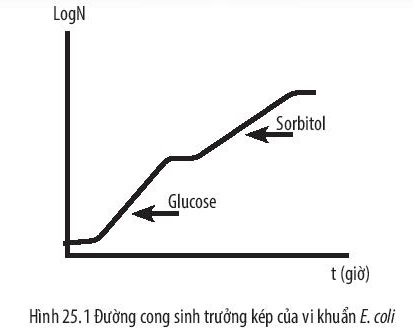 LogN
Sorbitol
Glucose
t (giờ)
Hình 25.1 Đường cong sinh trưởng kép của vi khuẩn E. coli